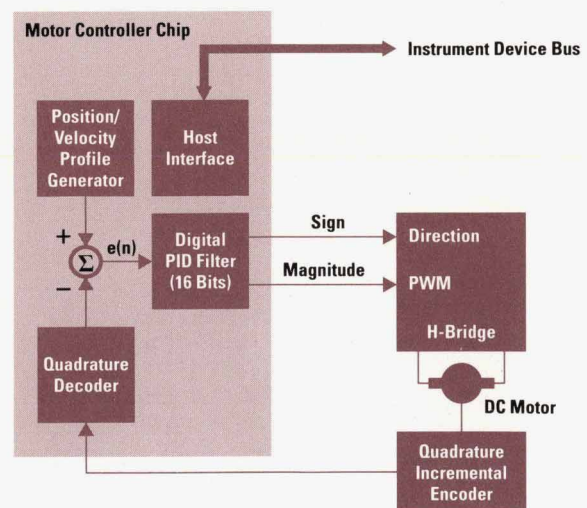 Motor Controller Chip
Instrument Device Bus
Position/
Velocity
Profile
Generator
Host
Interface
+
Σ
−
e(n)
Digital
PID Filter
(16 Bits)
Sign
Magnitude
Direction
PWM
H-Bridge
Quadrature
Decoder
DC Motor
Quadrature
Incremental
Encoder